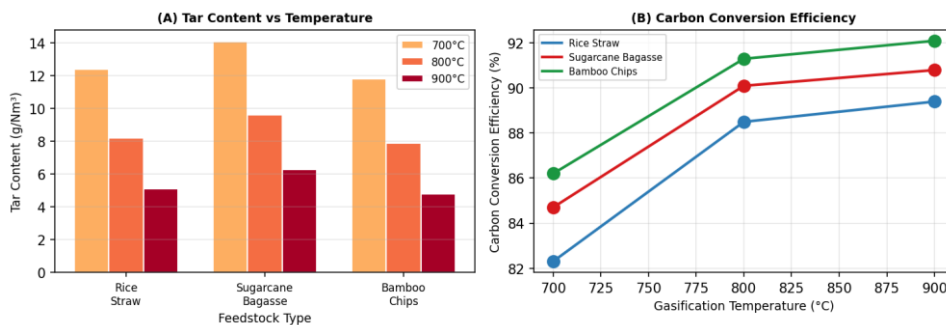 (A) Tar Content vs Temperature
Tar Content (g/Nm³)
14
12
10
8
6
4
2
0
700°C
800°C
900°C
Rice
Straw
Sugarcane
Bagasse
Bamboo
Chips
Feedstock Type
(B) Carbon Conversion Efficiency
Carbon Conversion Efficiency (%)
92
90
88
86
84
82
Rice Straw
Sugarcane Bagasse
Bamboo Chips
700 725 750 775 800 825 850 875 900
Gasification Temperature (°C)